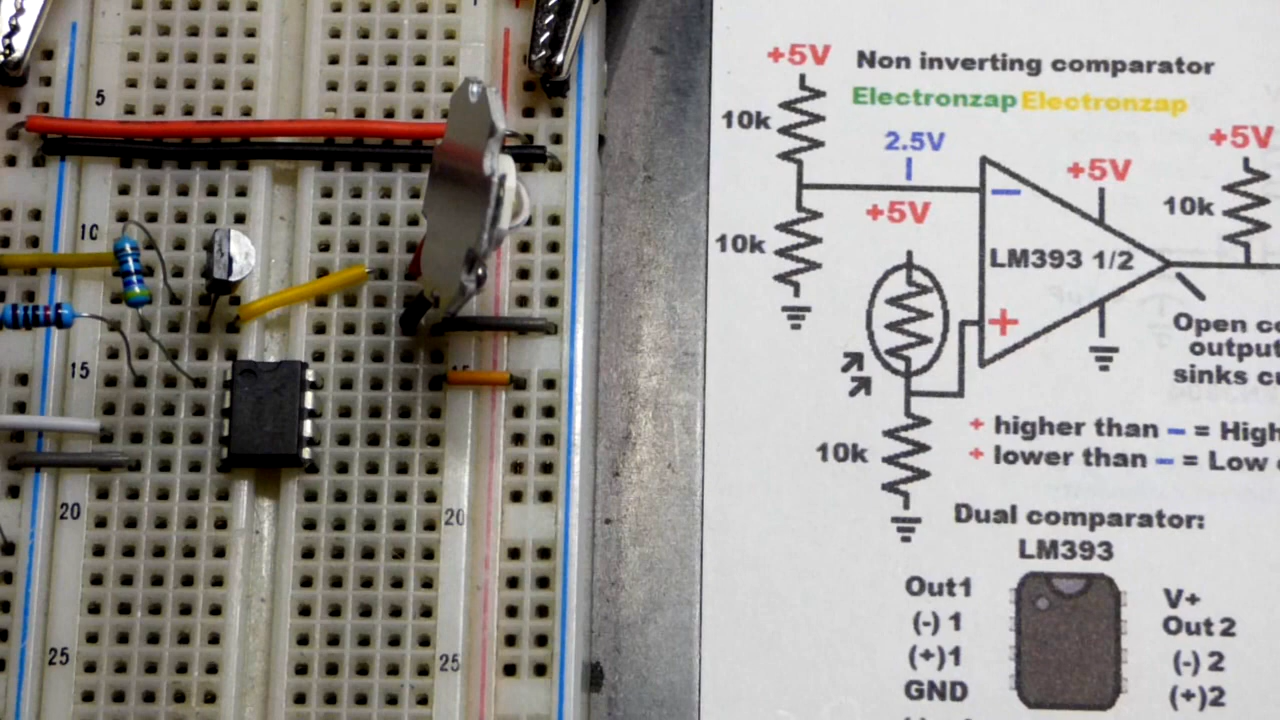 5
10
15
20
25
15
20
25
+5V
Non inverting comparator
Electronzap Electronzap
10k
2.5V
+5V
+5V
+5V
10k
10k
LM393 1/2
Open
output
sinks
+ higher than - = High
+ lower than - = Low
10k
Dual comparator:
LM393
Out1
(-) 1
(+)1
GND
V+
Out 2
(-) 2
(+)2